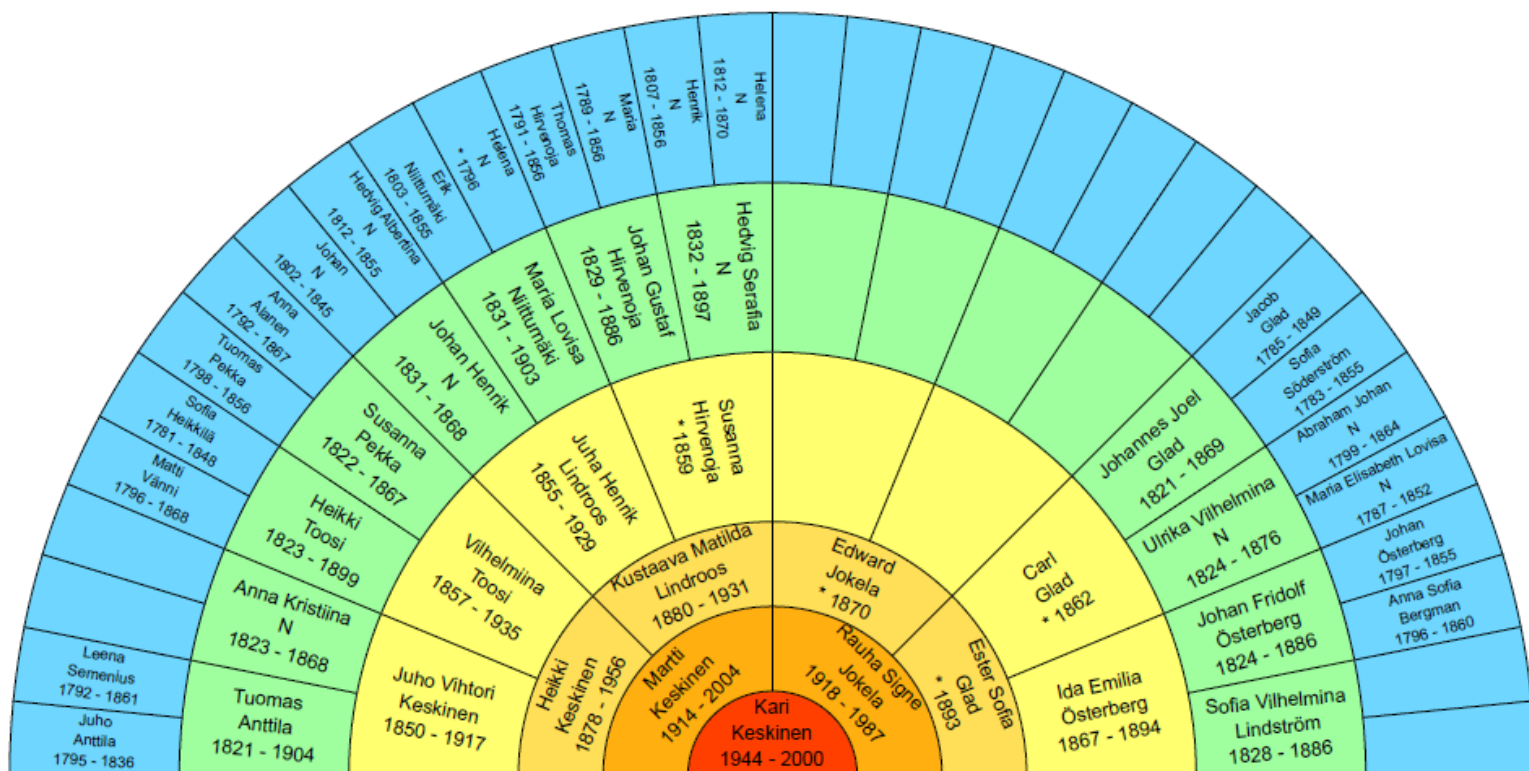 Helena
N
1812 - 1870
Henrik
N
1807 - 1856
Maria
N
1789 - 1856
Thomas
Hirvenoja
1791 - 1856
Helena
N
* 1796
Erik
Niittumäki
1803 - 1855
Hedvig Albertina
N
1812 - 1855
Johan
N
1802 - 1845
Anna
Alanen
1792 - 1867
Tuomas
Pekka
1798 - 1856
Sofia
Heikkilä
1781 - 1848
Matti
Vänni
1796 - 1868
Leena
Semenius
1792 - 1861
Juho
Anttila
1795 - 1836
Jacob
Glad
1785 - 1849
Sofia
Söderström
1783 - 1855
Abraham Johan
N
1799 - 1864
Maria Elisabeth Lovisa
N
1787 - 1852
Johan
Österberg
1797 - 1855
Anna Sofia
Bergman
1796 - 1860
Hedvig Serafia
N
1832 - 1897
Johan Gustaf
Hirvenoja
1829 - 1886
Maria Lovisa
Niittumäki
1831 - 1903
Johan Henrik
N
1831 - 1868
Susanna
Pekka
1822 - 1867
Heikki
Toosi
1823 - 1899
Anna Kristiina
N
1823 - 1868
Tuomas
Anttila
1821 - 1904
Johannes Joel
Glad
1821 - 1869
Ulrika Vilhelmina
N
1824 - 1876
Johan Fridolf
Österberg
1824 - 1886
Sofia Vilhelmina
Lindström
1828 - 1886
Susanna
Hirvenoja
* 1859
Juha Henrik
Lindroos
1855 - 1929
Vilhelmiina
Toosi
1857 - 1935
Juho Vihtori
Keskinen
1850 - 1917
Carl
Glad
* 1862
Ida Emilia
Österberg
1867 - 1894
Kustaava Matilda
Lindroos
1880 - 1931
Heikki
Keskinen
1878 - 1956
Edward
Jokela
* 1870
Ester Sofia
Glad
* 1893
Martti
Keskinen
1914 - 2004
Rauha Signe
Jokela
1918 - 1987
Kari
Keskinen
1944 - 2000